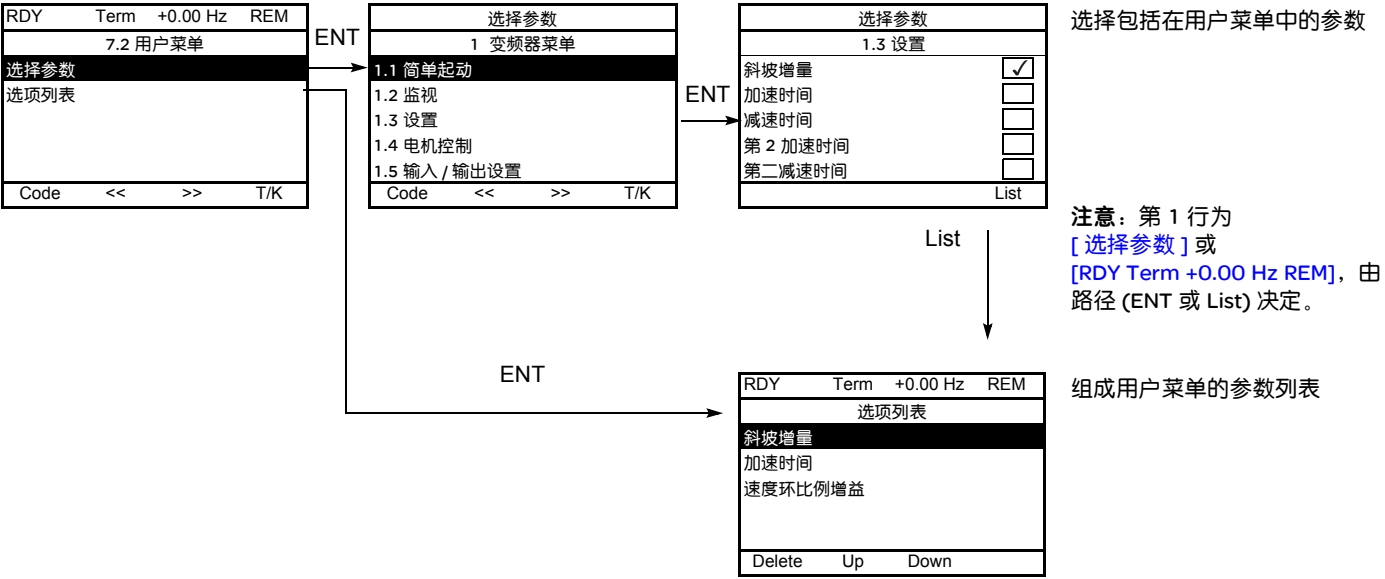 RDY Term +0.00 Hz REM
7.2 用户菜单
选择参数
选项列表
Code << >> T/K
ENT
选择参数
1 变频器菜单
1.1 简单起动
1.2 监视
1.3 设置
1.4 电机控制
1.5 输入 / 输出设置
Code << >> T/K
ENT
选择参数
1.3 设置
斜坡增量 ✓
加速时间
减速时间
第 2 加速时间
第二减速时间
List
选择包括在用户菜单中的参数
注意：第 1 行为
[ 选择参数 ] 或
[RDY Term +0.00 Hz REM]，由
路径 (ENT 或 List) 决定。
List
ENT
RDY Term +0.00 Hz REM
选项列表
斜坡增量
加速时间
速度环比例增益
Delete Up Down
组成用户菜单的参数列表